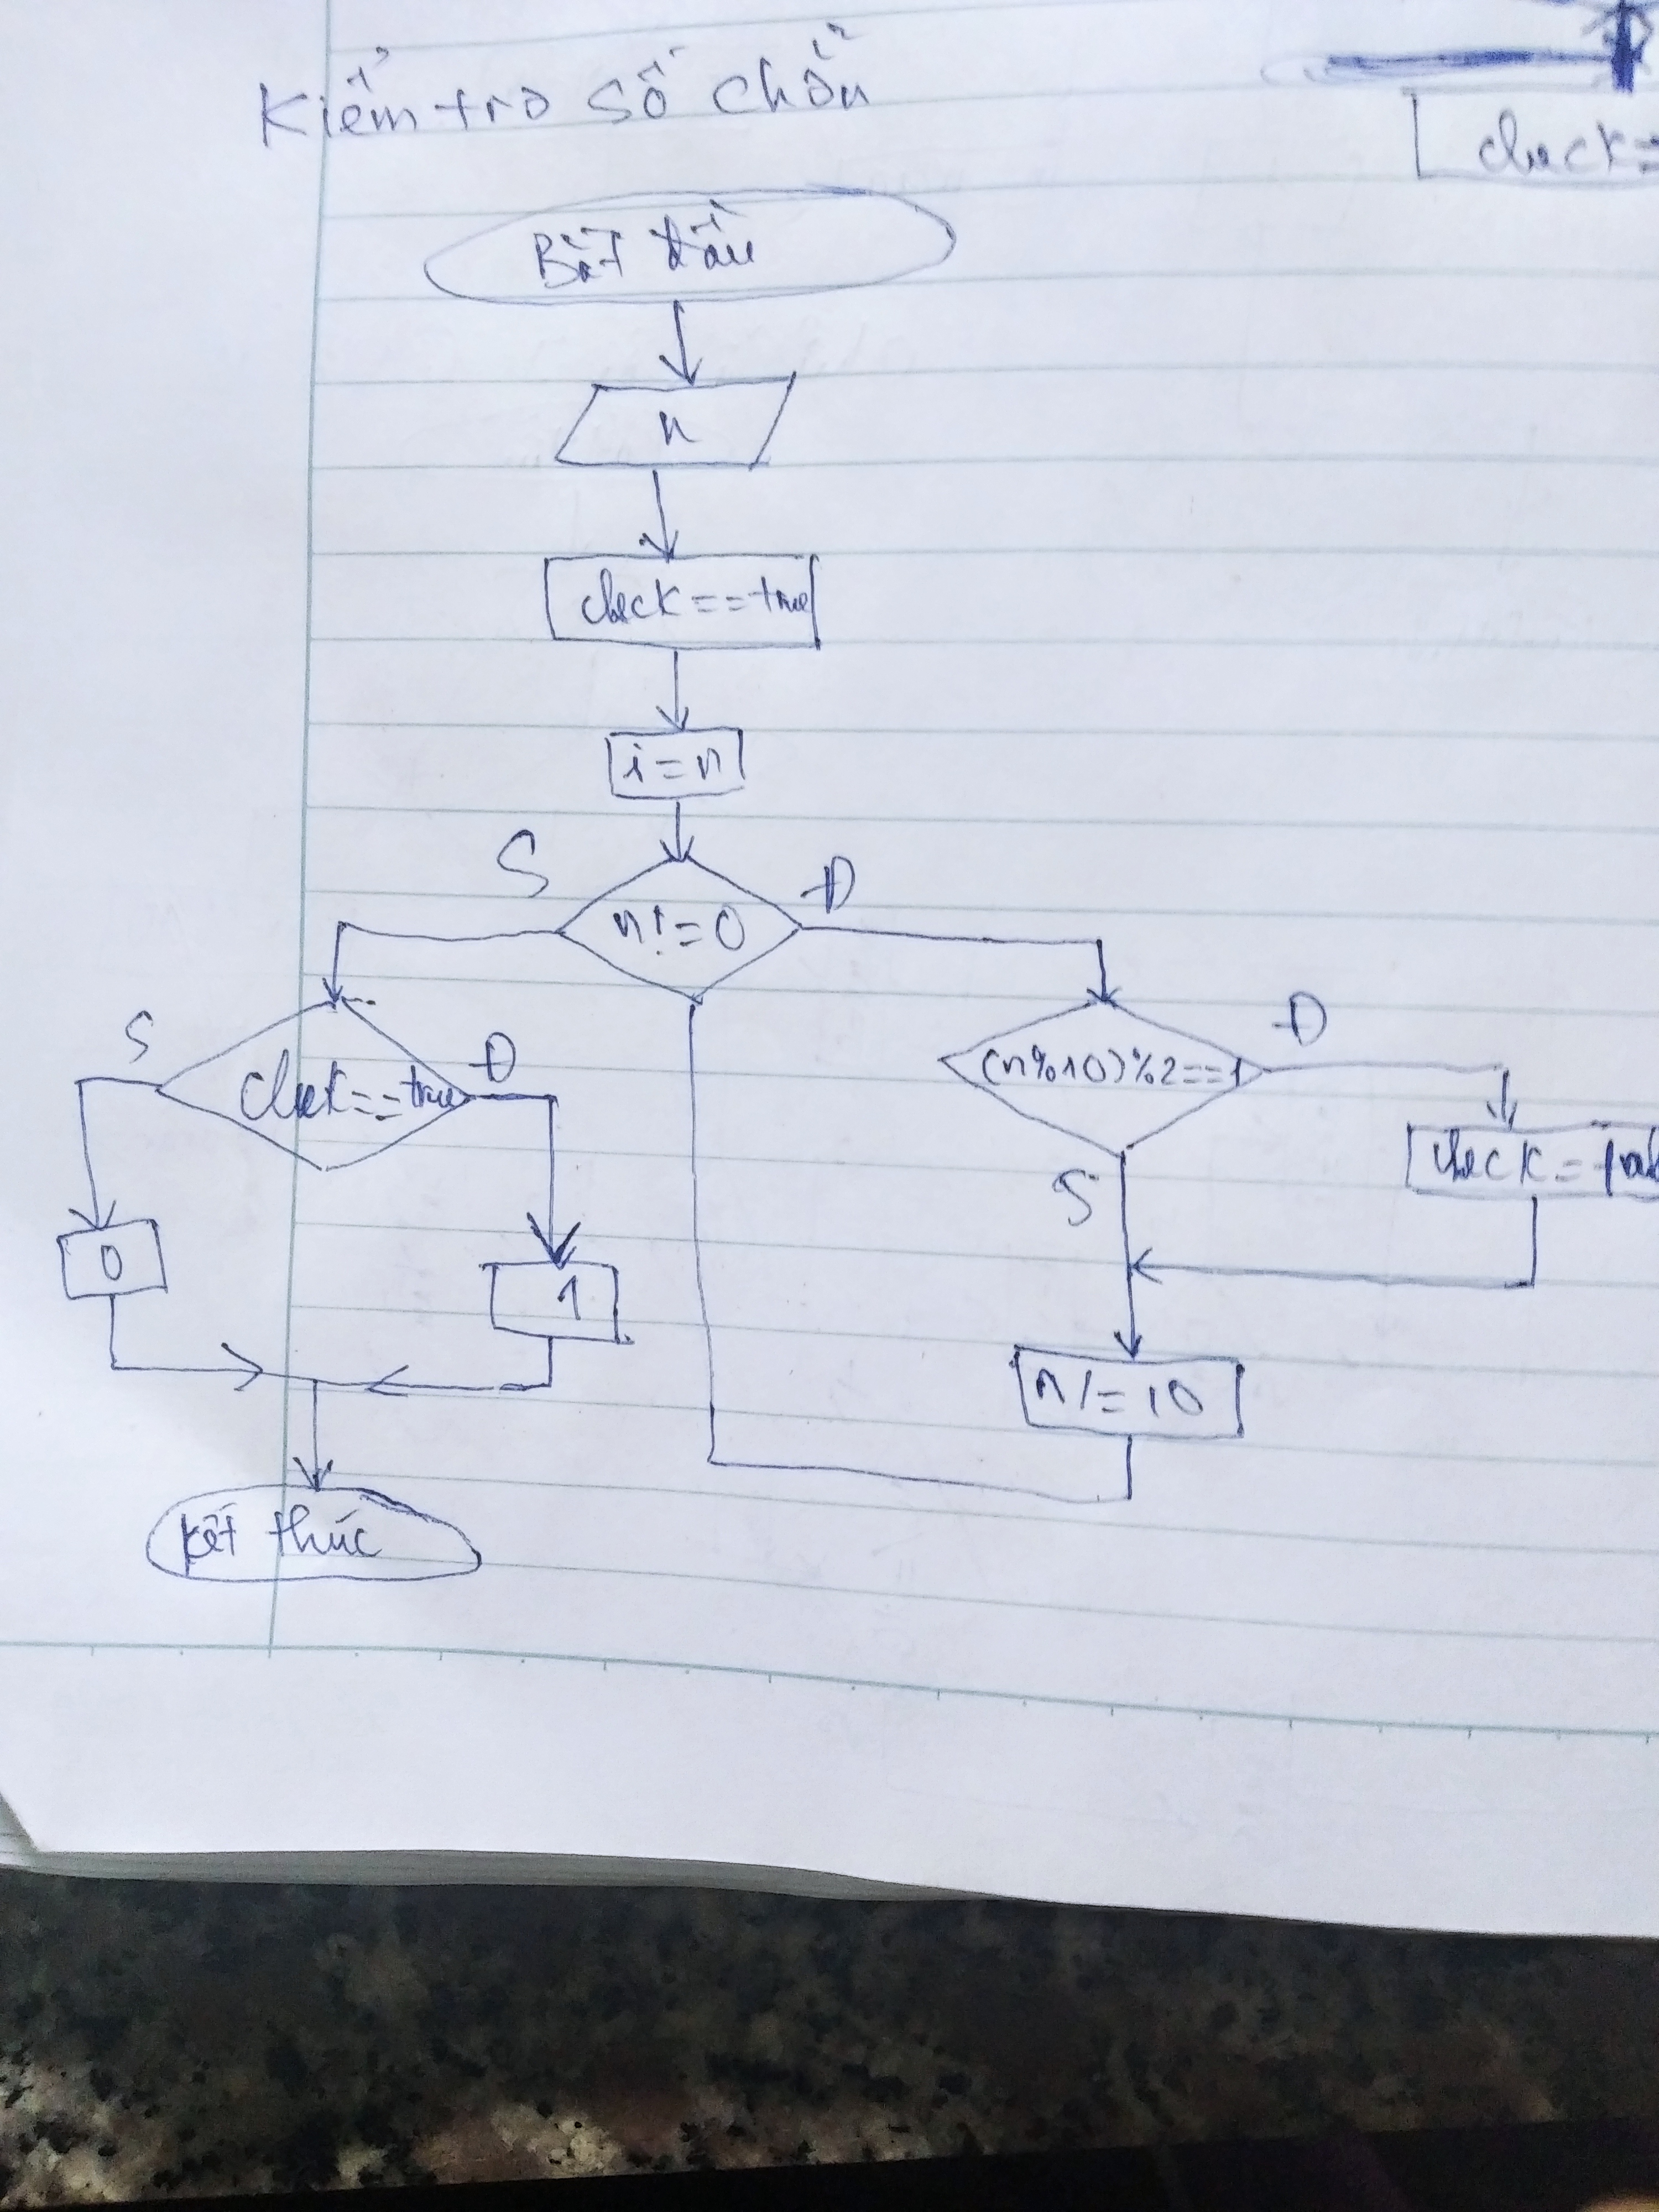 Kiểm tra số chẵn
check=
Bắt đầu
n
check==true
i=n
S
Đ
n!=0
S
Đ
check==true
(n%10)%2==1
Đ
check=fals
S
0
1
n/=10
Kết thúc